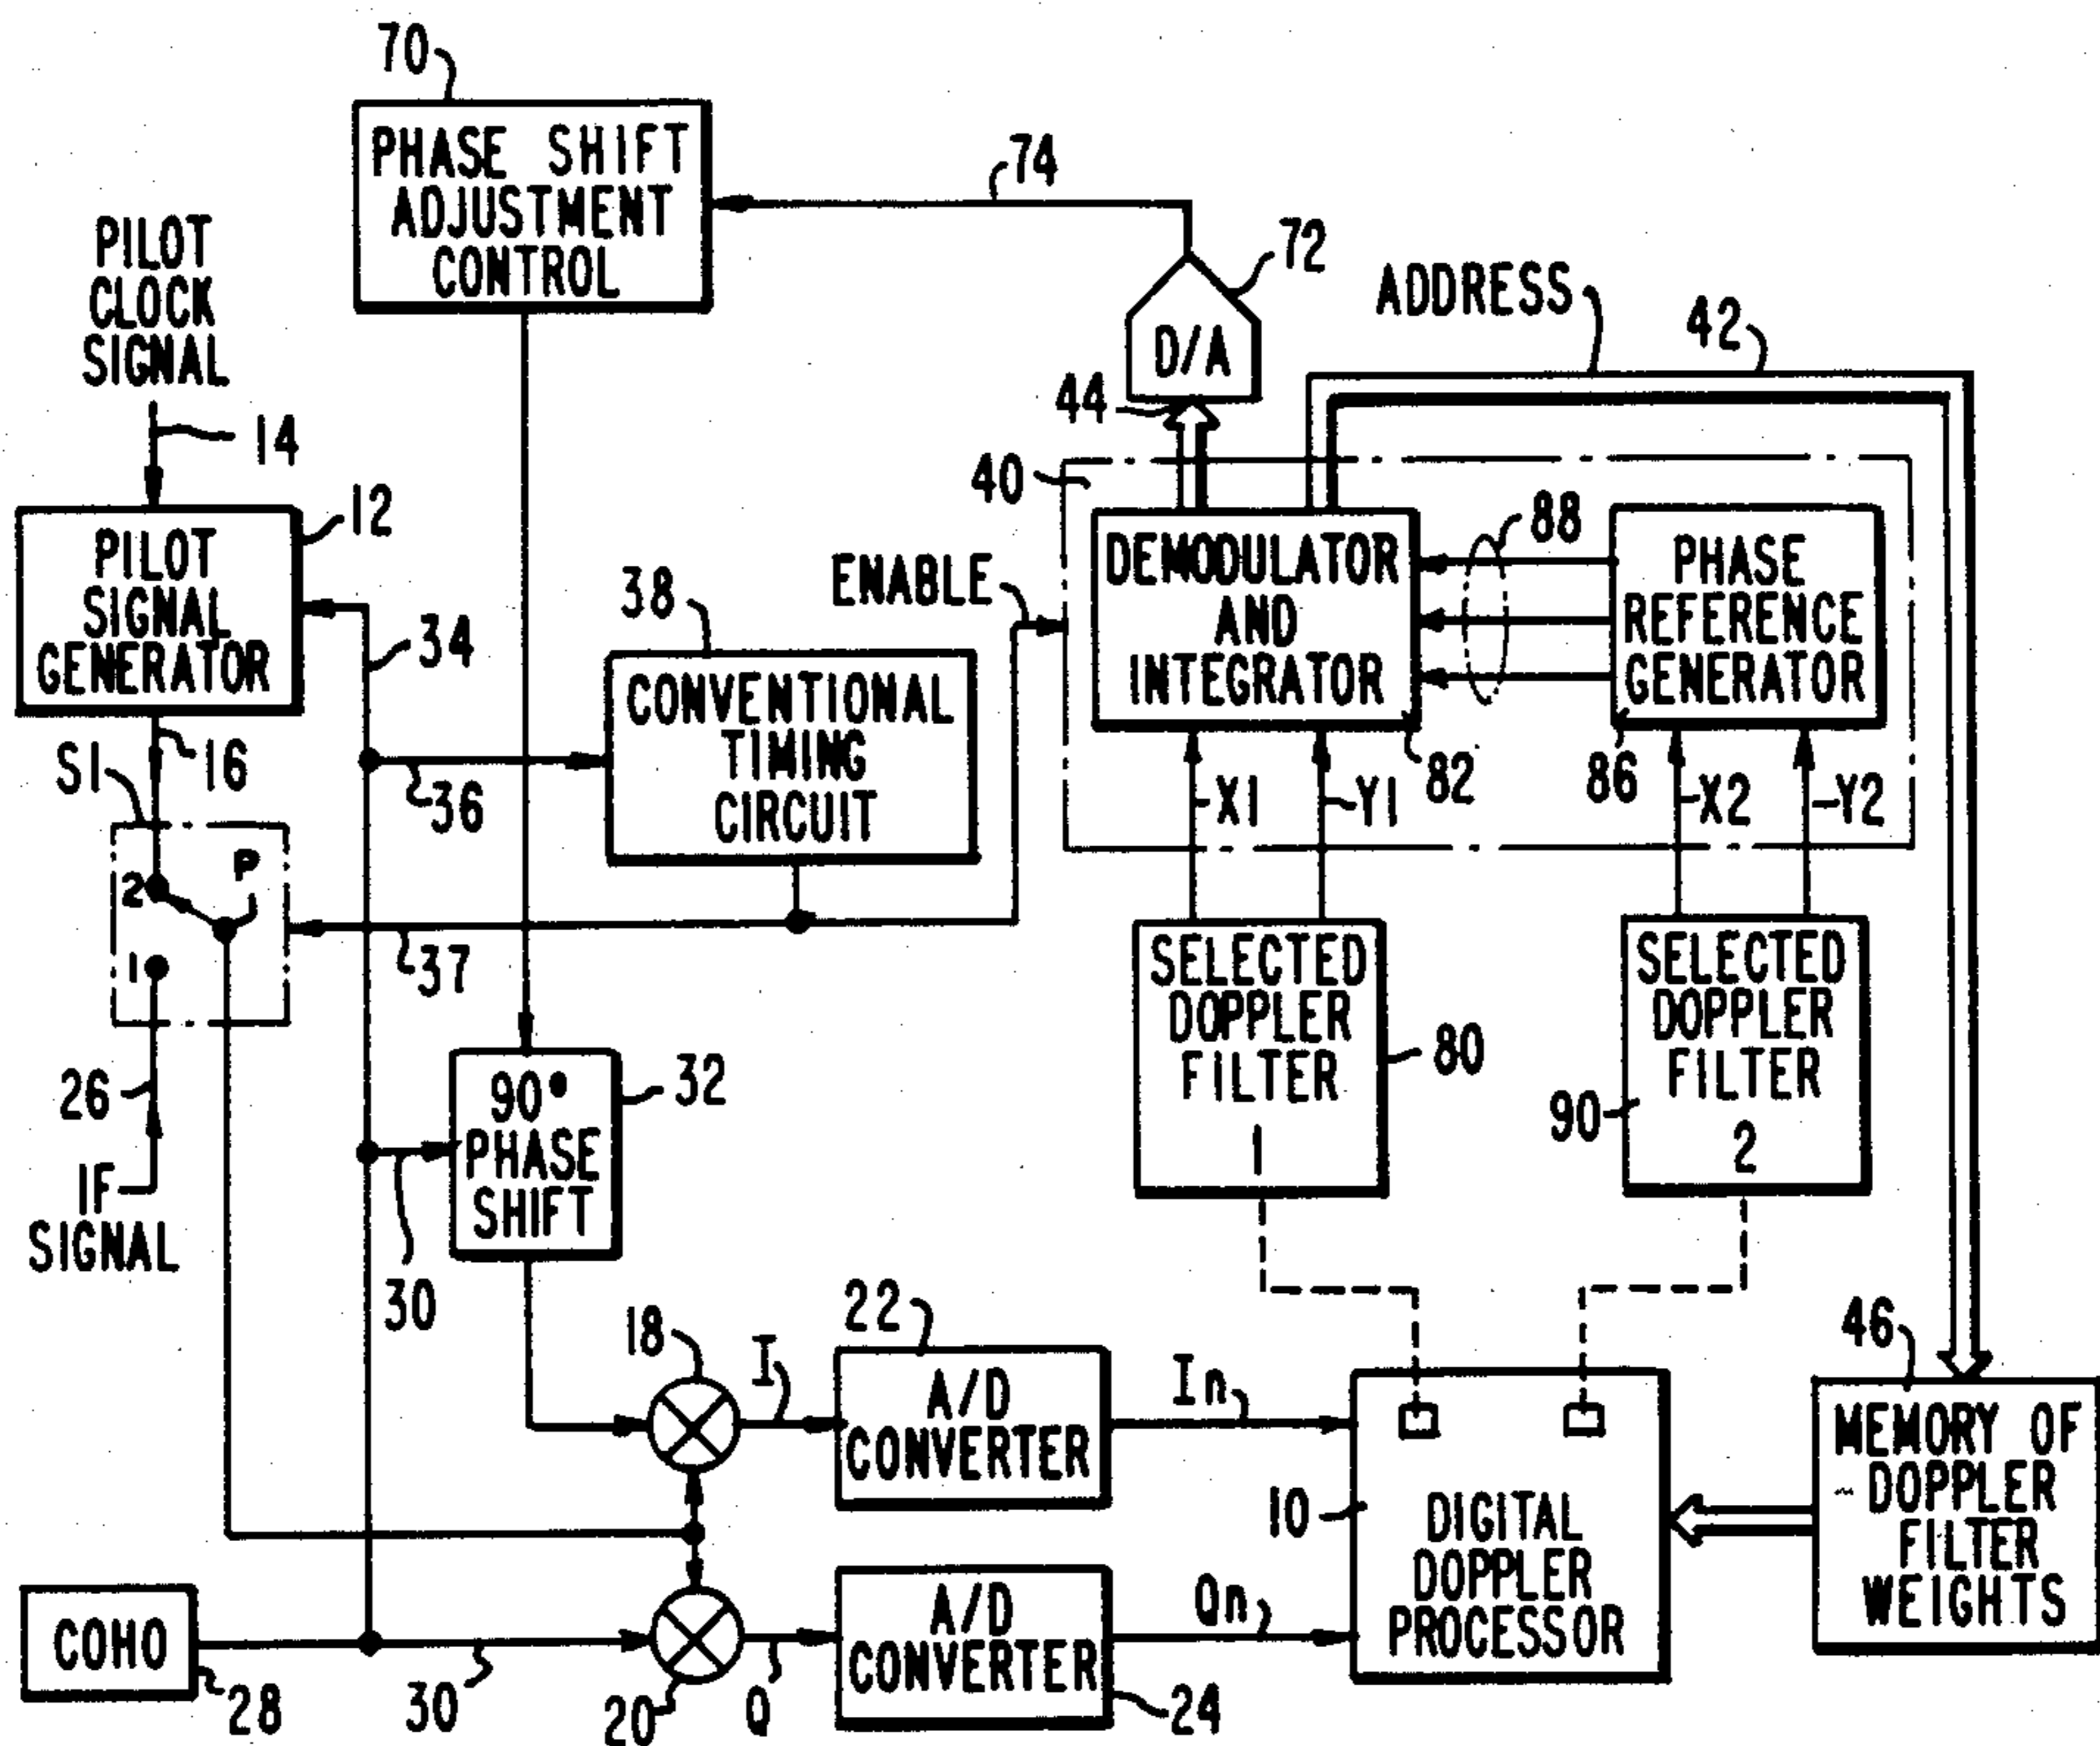 70
PHASE SHIFT
ADJUSTMENT
CONTROL
74
72
D/A
ADDRESS
42
44
PILOT
CLOCK
SIGNAL
14
12
PILOT
SIGNAL
GENERATOR
34
16
S1
2
P
1
37
26
IF
SIGNAL
36
38
CONVENTIONAL
TIMING
CIRCUIT
ENABLE
40
DEMODULATOR
AND
INTEGRATOR
82
88
PHASE
REFERENCE
GENERATOR
86
X1
Y1
X2
Y2
SELECTED
DOPPLER
FILTER
1
80
SELECTED
DOPPLER
FILTER
2
90
90°
PHASE
SHIFT
32
30
18
I
22
A/D
CONVERTER
In
10
DIGITAL
DOPPLER
PROCESSOR
46
MEMORY OF
DOPPLER
FILTER
WEIGHTS
COHO
28
30
20
Q
A/D
CONVERTER
24
Qn